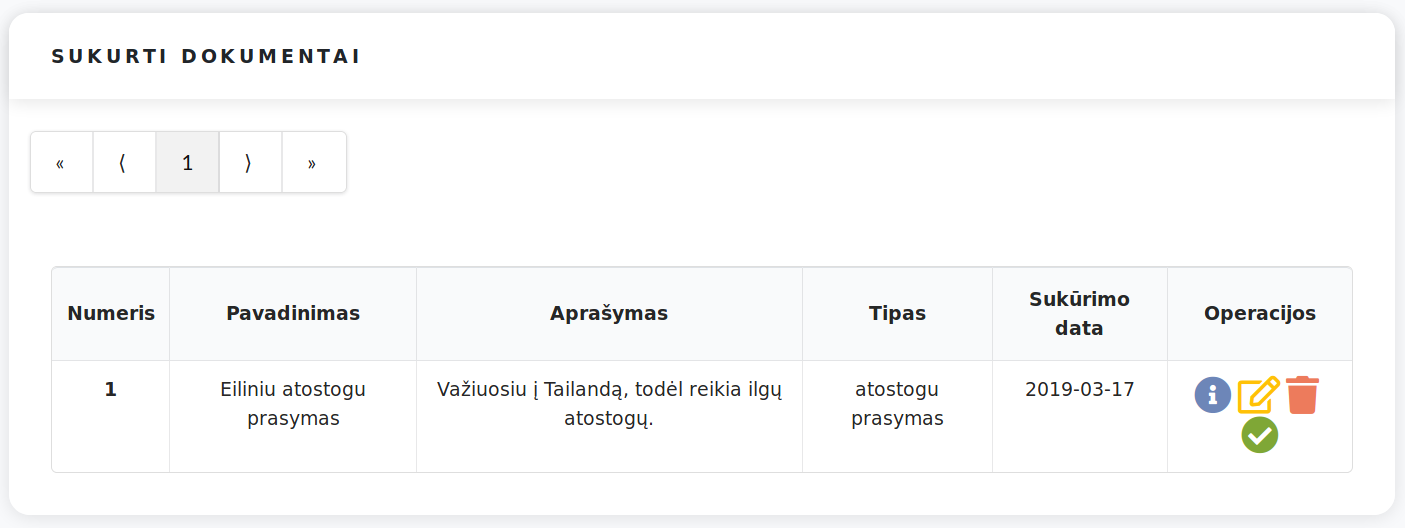 SUKURTI DOKUMENTAI
« ⟨ 1 ⟩ »
Numeris Pavadinimas Aprašymas Tipas Sukūrimo data Operacijos
1 Eiliniu atostogu prasymas Važiuosiu į Tailandą, todėl reikia ilgų atostogų. atostogu prasymas 2019-03-17